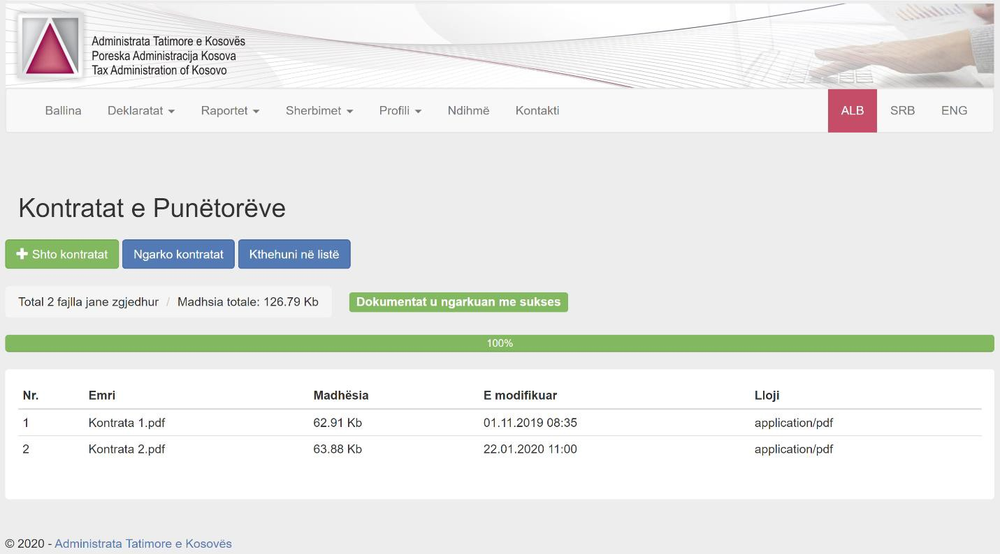 Administrata Tatimore e Kosovës
Poreska Administracija Kosova
Tax Administration of Kosovo
Ballina Deklaratat Raportet Sherbimet Profili Ndihmë Kontakti ALB SRB ENG
Kontratat e Punëtorëve
Shto kontratat Ngarko kontratat Kthehuni në listë
Total 2 fajlla jane zgjedhur / Madhsia totale: 126.79 Kb Dokumentat u ngarkuan me sukses
100%
Nr. Emri Madhësia E modifikuar Lloji
1 Kontrata 1.pdf 62.91 Kb 01.11.2019 08:35 application/pdf
2 Kontrata 2.pdf 63.88 Kb 22.01.2020 11:00 application/pdf
© 2020 - Administrata Tatimore e Kosovës